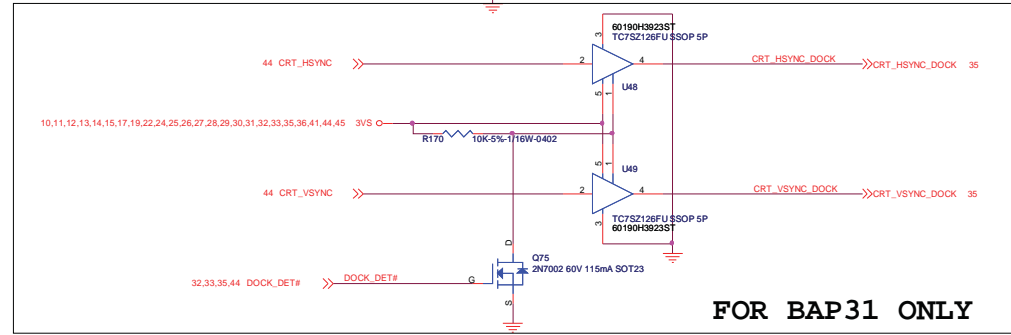 60190H3923ST
3 TC7SZ126FU SSOP 5P
44 CRT_HSYNC 2 4 CRT_HSYNC_DOCK CRT_HSYNC_DOCK 35
5 1 U48
10,11,12,13,14,15,17,19,22,24,25,26,27,28,29,30,31,32,33,35,36,41,44,45 3VS
R170 10K-5%-1/16W-0402
5 1 U49
44 CRT_VSYNC 2 4 CRT_VSYNC_DOCK CRT_VSYNC_DOCK 35
3 TC7SZ126FU SSOP 5P
60190H3923ST
D
Q75
2N7002 60V 115mA SOT23
32,33,35,44 DOCK_DET# DOCK_DET# G
S
FOR BAP31 ONLY